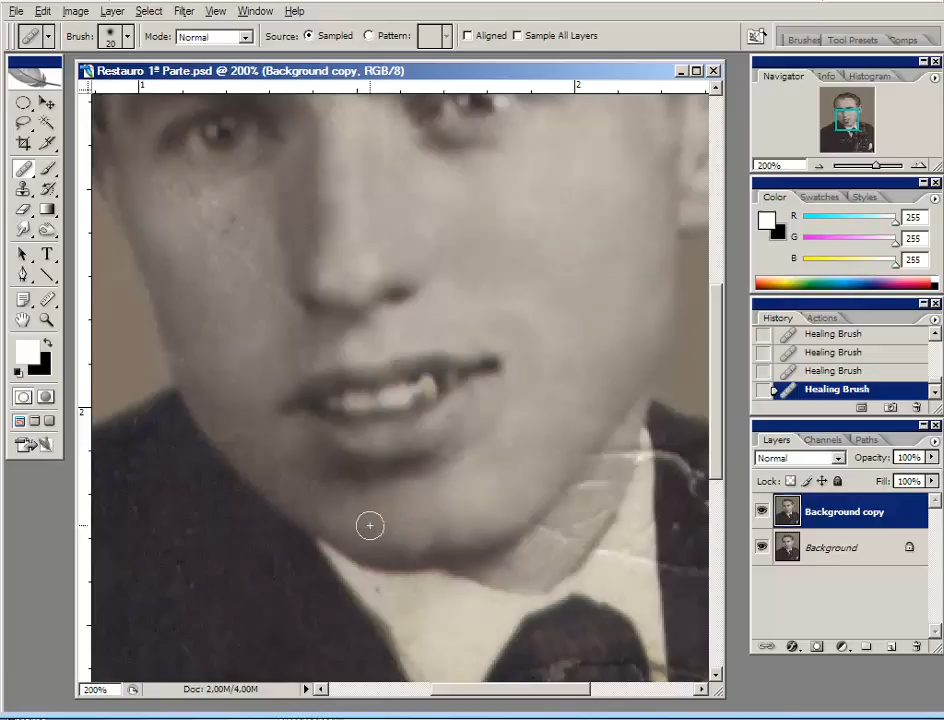 File Edit Image Layer Select Filter View Window Help
Brush: 20 Mode: Normal Source: Sampled Pattern: Aligned Sample All Layers
Brushes Tool Presets Comps
Restauro 1ª Parte.psd @ 200% (Background copy, RGB/8)
1 2
2
200% Doc: 2,00M/4,00M
Navigator Info Histogram
200%
Color Swatches Styles
R 255
G 255
B 255
History Actions
Healing Brush
Healing Brush
Healing Brush
Healing Brush
Layers Channels Paths
Normal Opacity: 100%
Lock: Fill: 100%
Background copy
Background